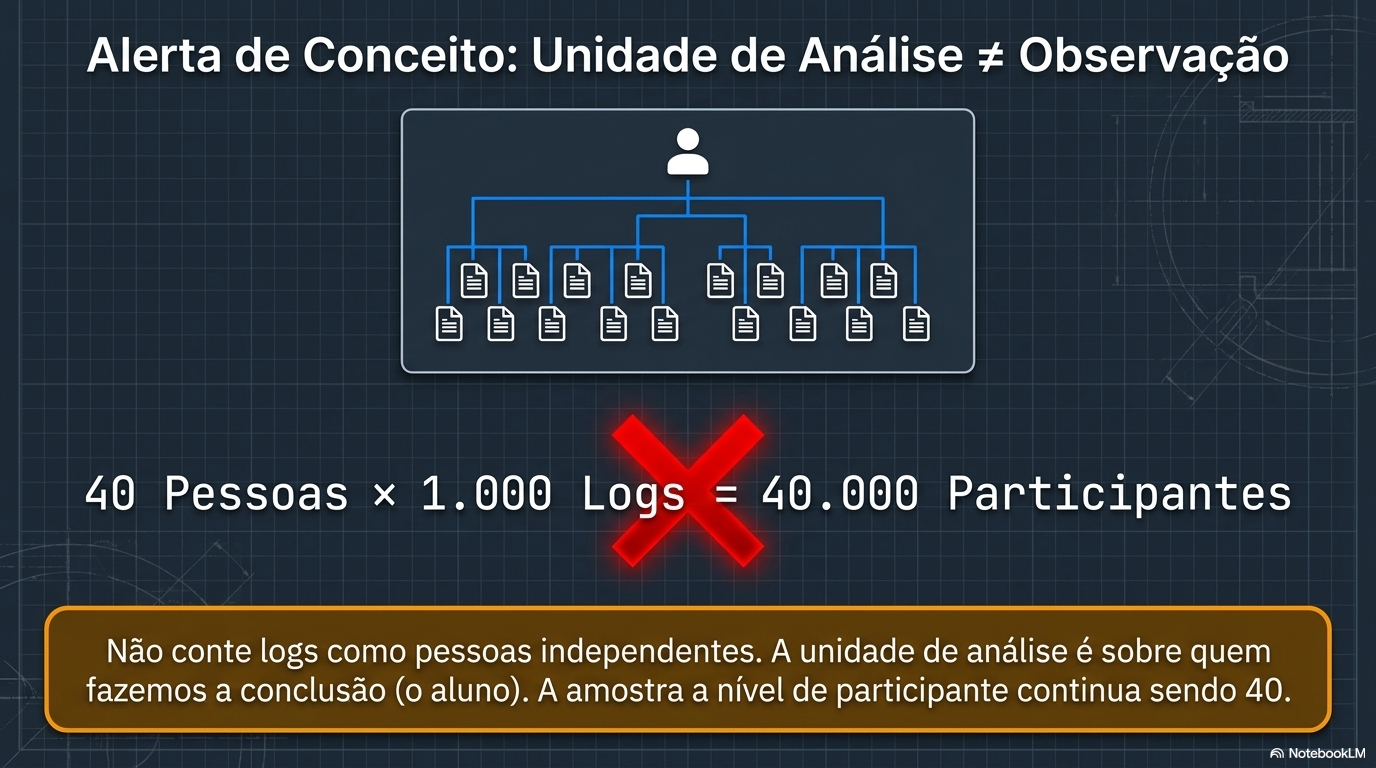 Alerta de Conceito: Unidade de Análise ≠ Observação
40 Pessoas × 1.000 Logs = 40.000 Participantes
Não conte logs como pessoas independentes. A unidade de análise é sobre quem
fazemos a conclusão (o aluno). A amostra a nível de participante continua sendo 40.
NotebookLM